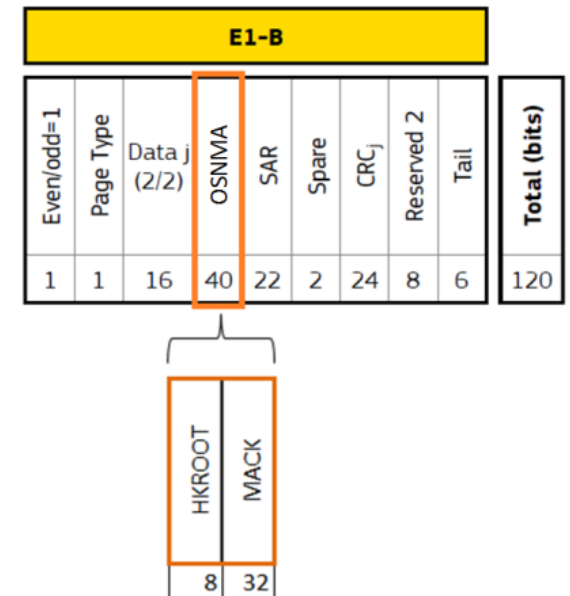 E1-B
Even/odd=1
Page Type
Data j
(2/2)
OSNMA
SAR
Spare
CRCj
Reserved 2
Tail
Total (bits)
1 1 16 40 22 2 24 8 6 120
HKROOT
MACK
8 32